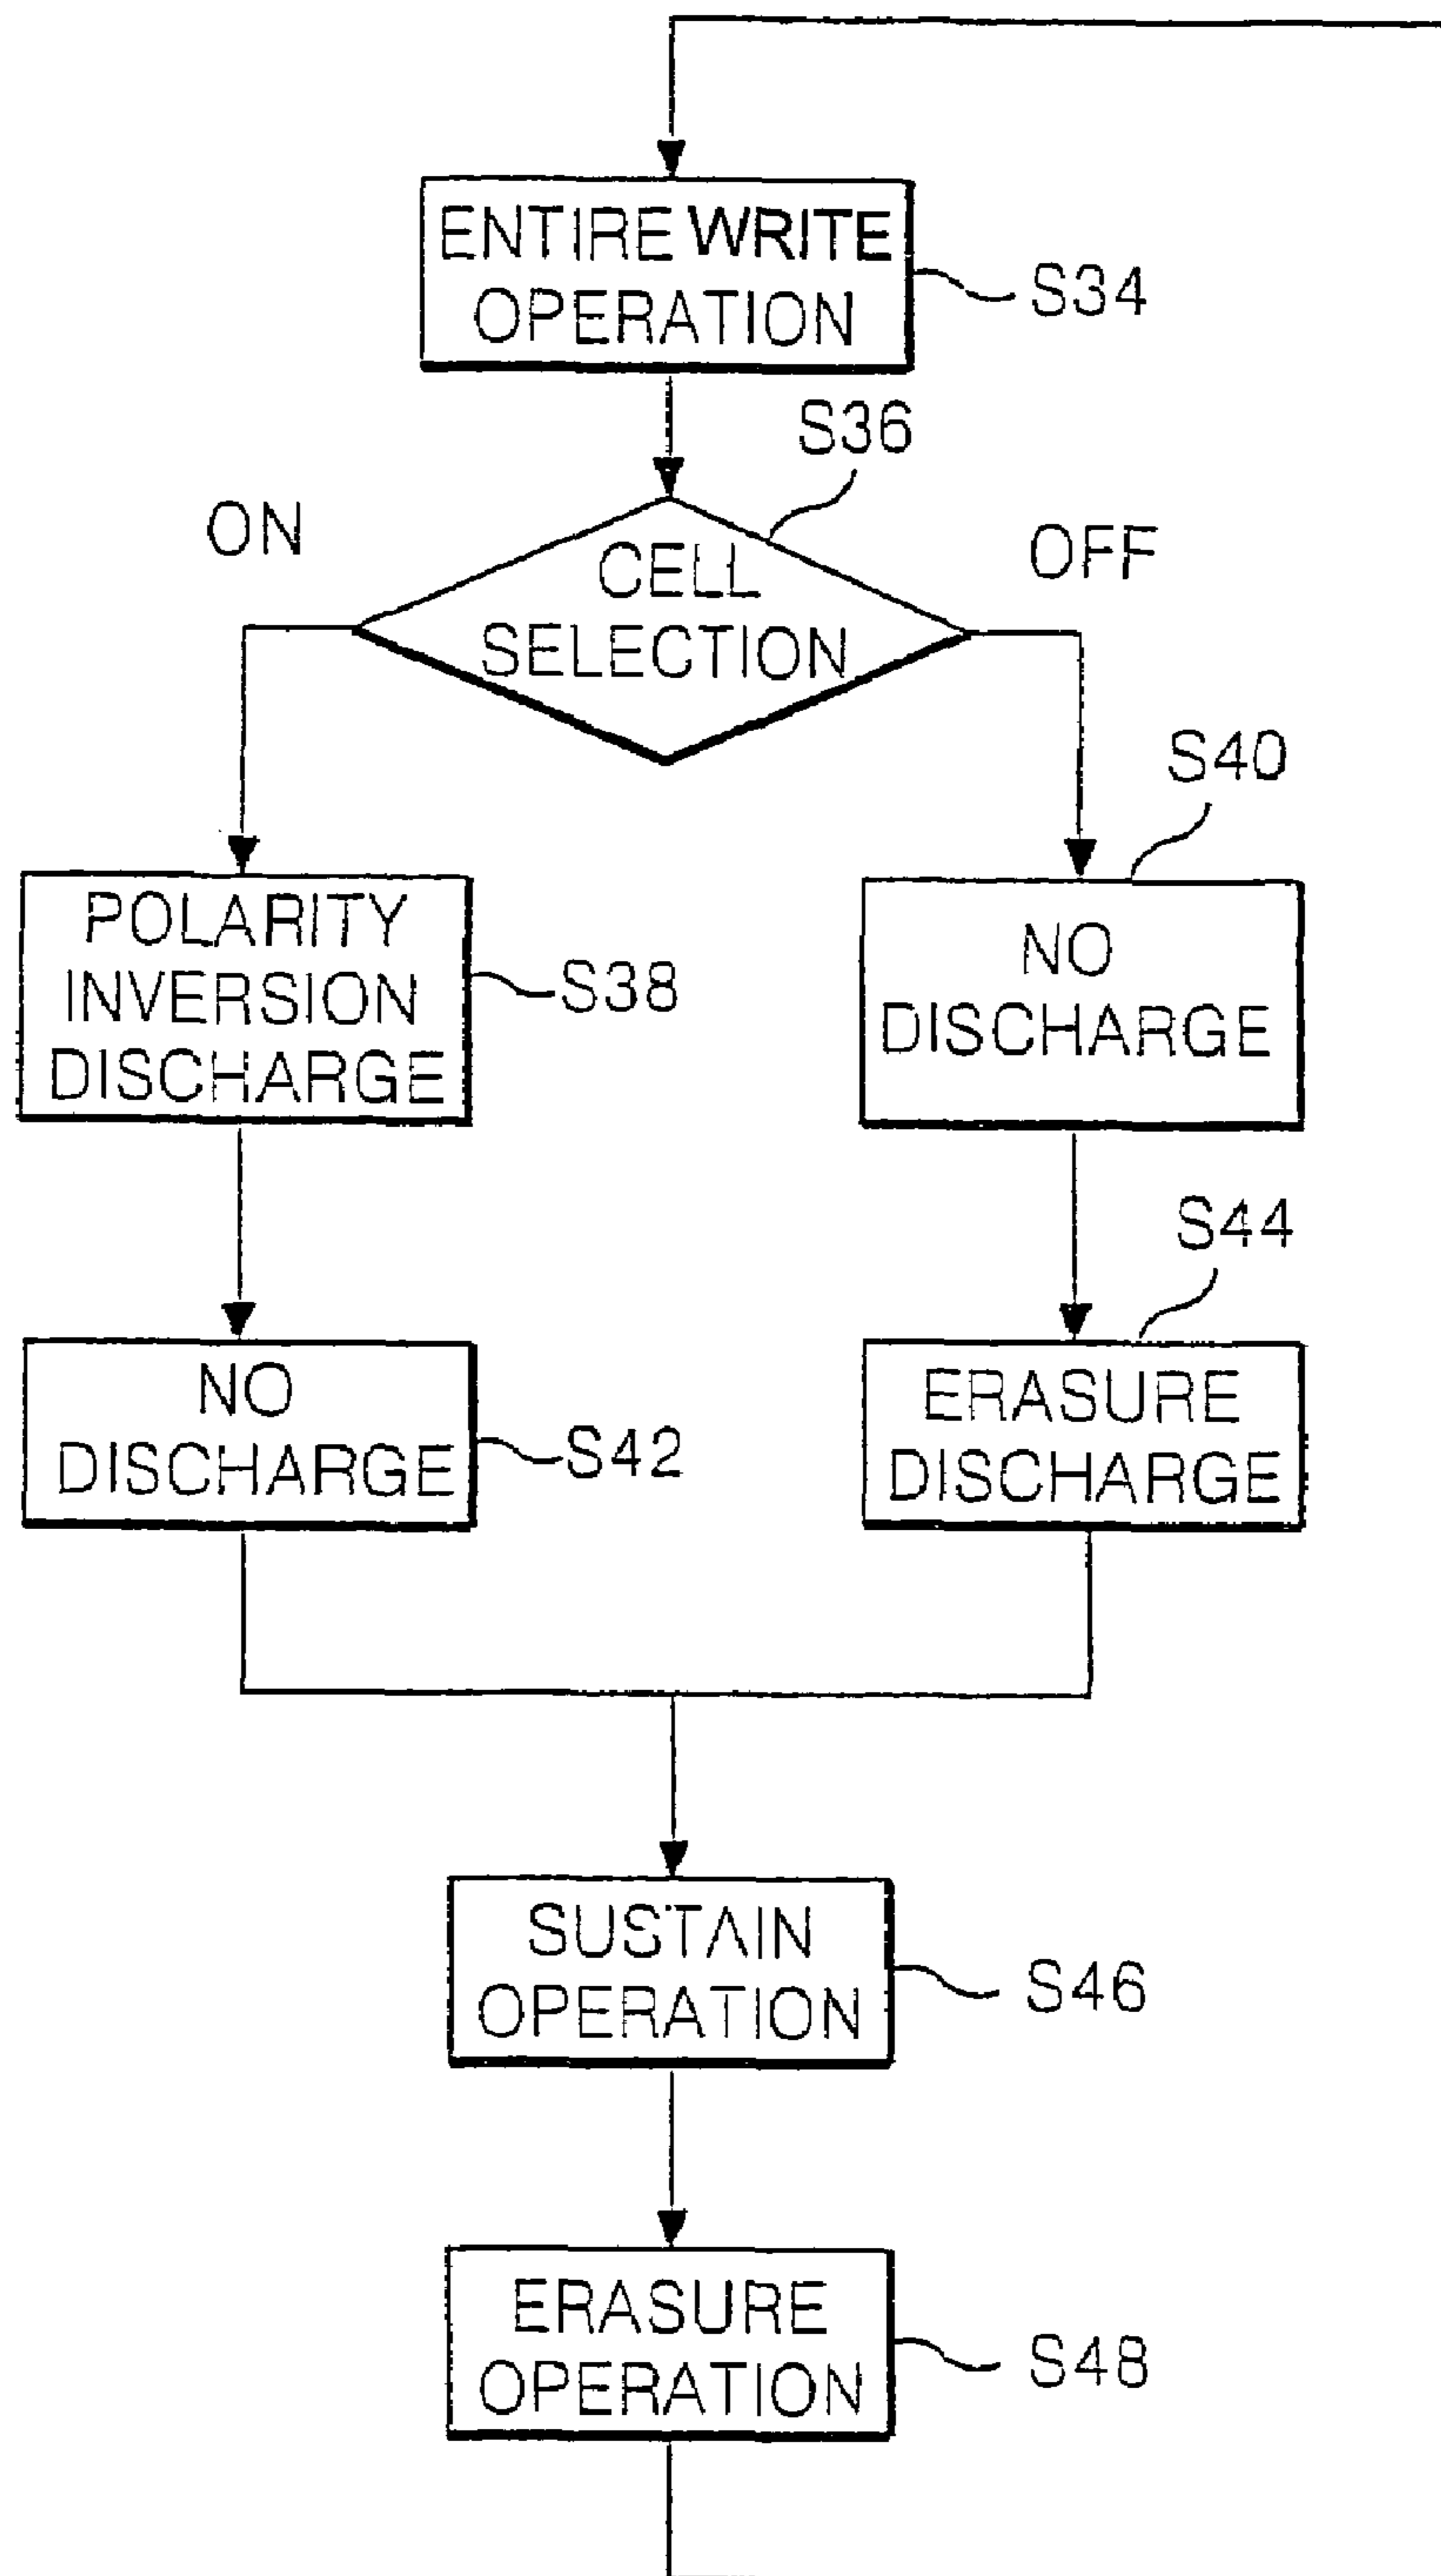 ENTIRE WRITE
OPERATION
S34
S36
ON
OFF
CELL
SELECTION
S40
POLARITY
INVERSION
DISCHARGE
S38
NO
DISCHARGE
S44
NO
DISCHARGE
S42
ERASURE
DISCHARGE
SUSTAIN
OPERATION
S46
ERASURE
OPERATION
S48